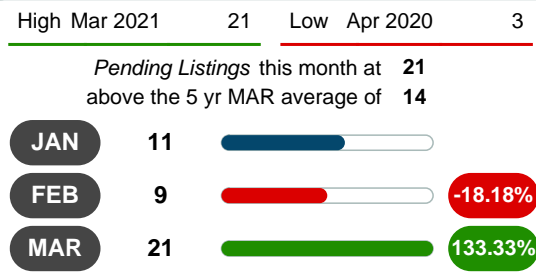 High Mar 2021 21 Low Apr 2020 3
Pending Listings this month at 21
above the 5 yr MAR average of 14
JAN 11
FEB 9 -18.18%
MAR 21 133.33%